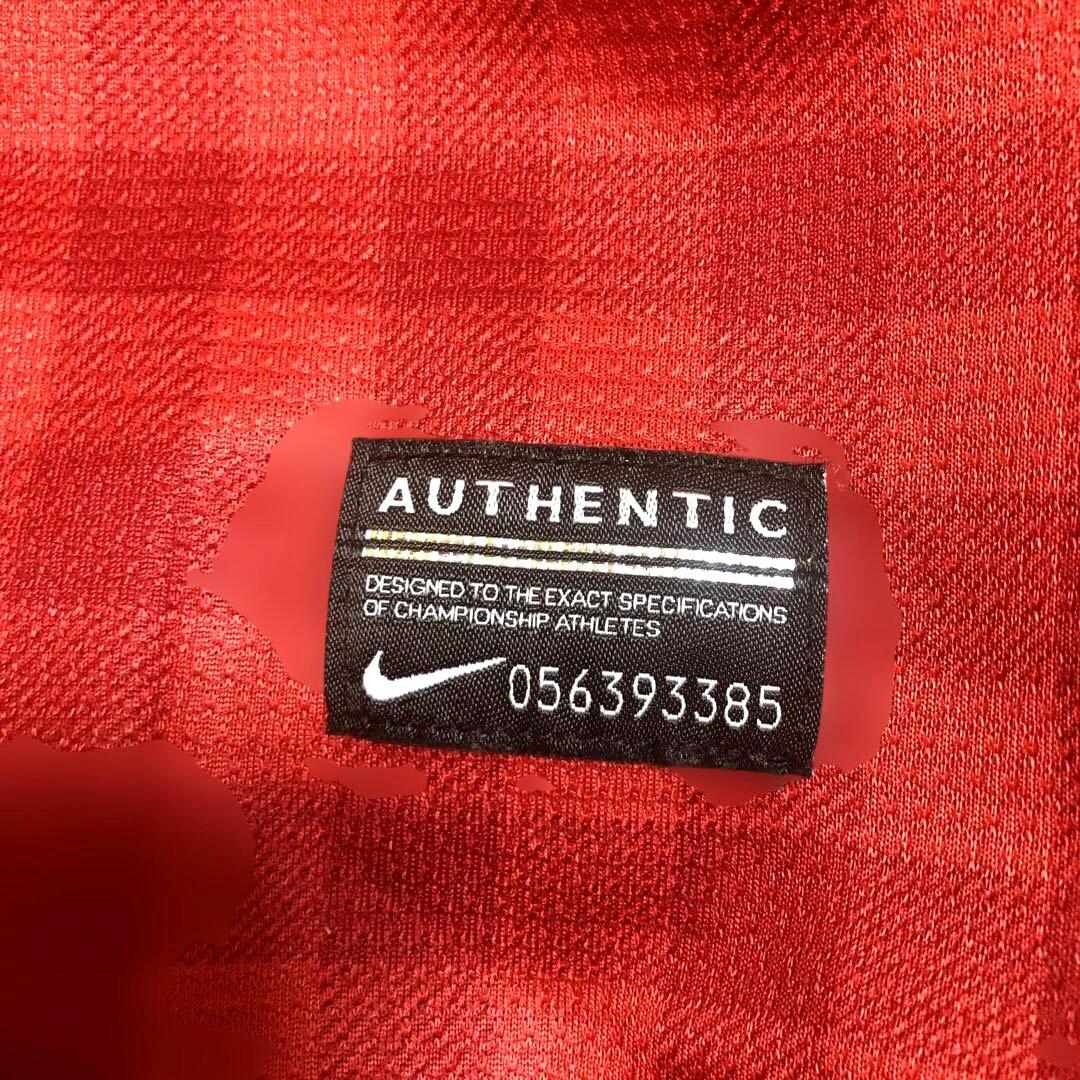 AUTHENTIC
DESIGNED TO THE EXACT SPECIFICATIONS
OF CHAMPIONSHIP ATHLETES
056393385